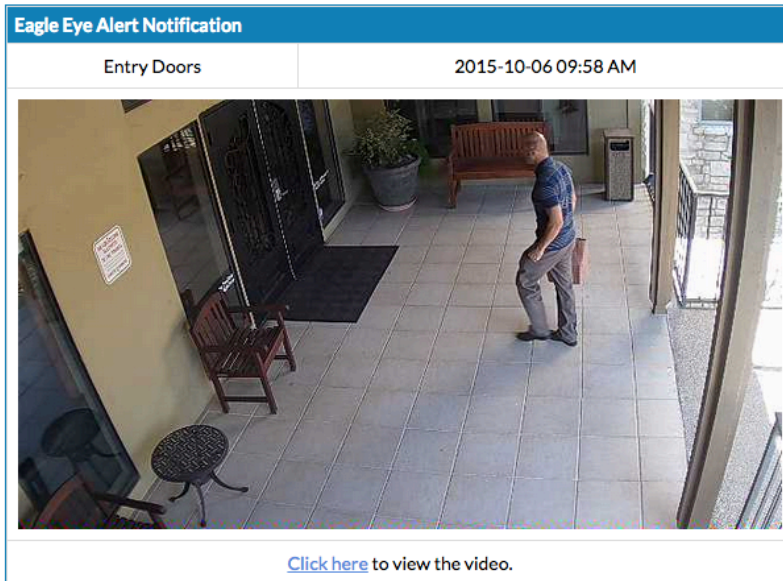 Eagle Eye Alert Notification
Entry Doors
2015-10-06 09:58 AM
Click here to view the video.